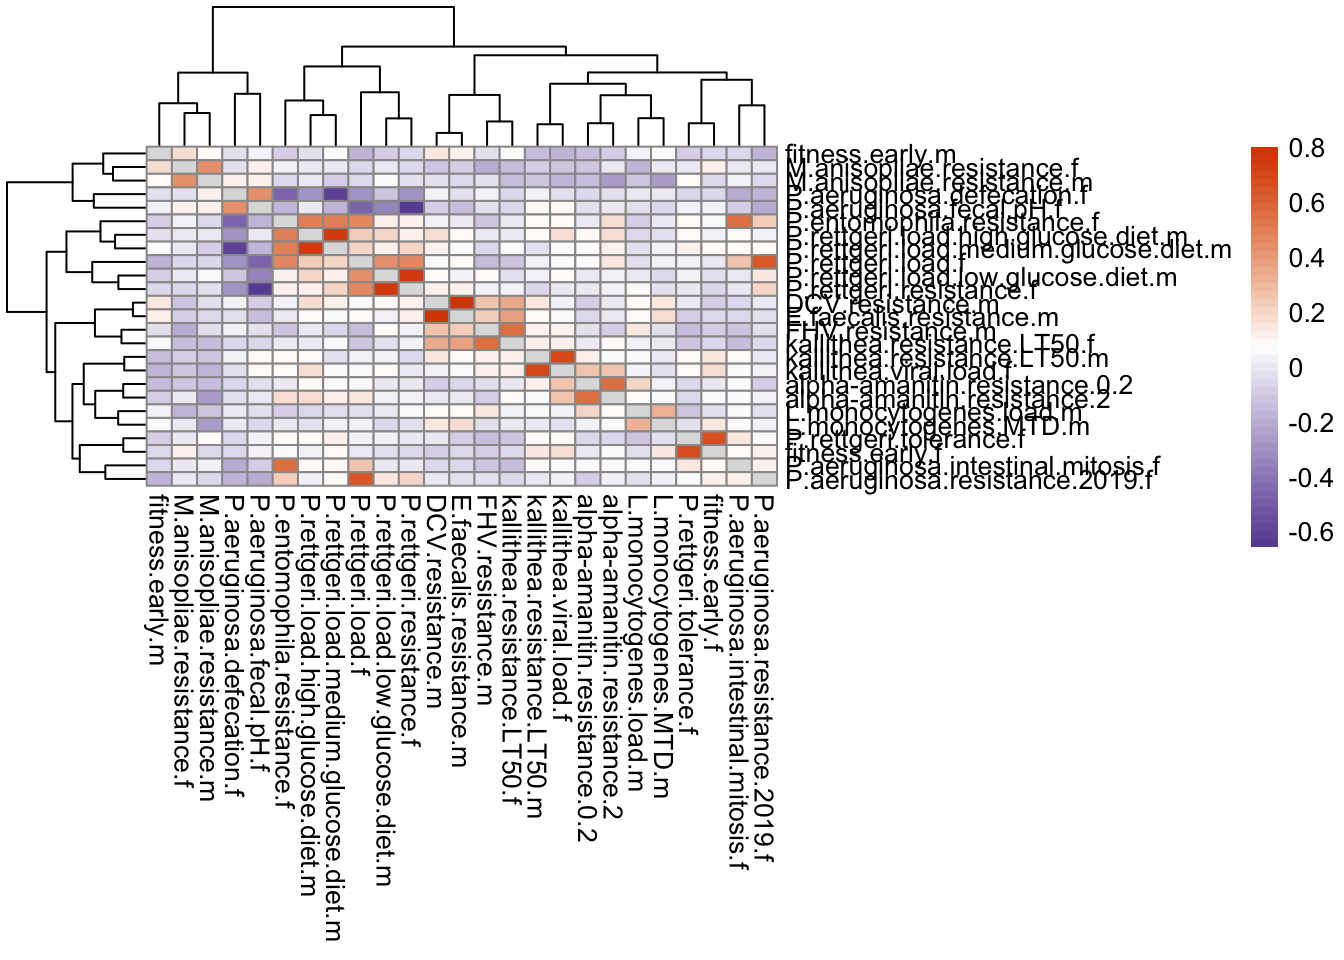 fitness.early.m
M.anisopliae.resistance.f
M.anisopliae.resistance.m
P.aeruginosa.defecation.f
P.aeruginosa.fecal.pH.f
P.entomophila.resistance.f
P.rettgeri.load.high.glucose.diet.m
P.rettgeri.load.medium.glucose.diet.m
P.rettgeri.load.f
P.rettgeri.load.low.glucose.diet.m
P.rettgeri.resistance.f
DCV.resistance.m
E.faecalis.resistance.m
FHV.resistance.m
kallithea.resistance.LT50.f
kallithea.resistance.LT50.m
kallithea.viral.load.f
alpha-amanitin.resistance.0.2
alpha-amanitin.resistance.2
L.monocytogenes.load.m
L.monocytogenes.MTD.m
P.rettgeri.tolerance.f
fitness.early.f
P.aeruginosa.intestinal.mitosis.f
P.aeruginosa.resistance.2019.f
0.8
0.6
0.4
0.2
0
-0.2
-0.4
-0.6
fitness.early.m
M.anisopliae.resistance.f
M.anisopliae.resistance.m
P.aeruginosa.defecation.f
P.aeruginosa.fecal.pH.f
P.entomophila.resistance.f
P.rettgeri.load.high.glucose.diet.m
P.rettgeri.load.medium.glucose.diet.m
P.rettgeri.load.f
P.rettgeri.load.low.glucose.diet.m
P.rettgeri.resistance.f
DCV.resistance.m
E.faecalis.resistance.m
FHV.resistance.m
kallithea.resistance.LT50.f
kallithea.resistance.LT50.m
kallithea.viral.load.f
alpha-amanitin.resistance.0.2
alpha-amanitin.resistance.2
L.monocytogenes.load.m
L.monocytogenes.MTD.m
P.rettgeri.tolerance.f
fitness.early.f
P.aeruginosa.intestinal.mitosis.f
P.aeruginosa.resistance.2019.f